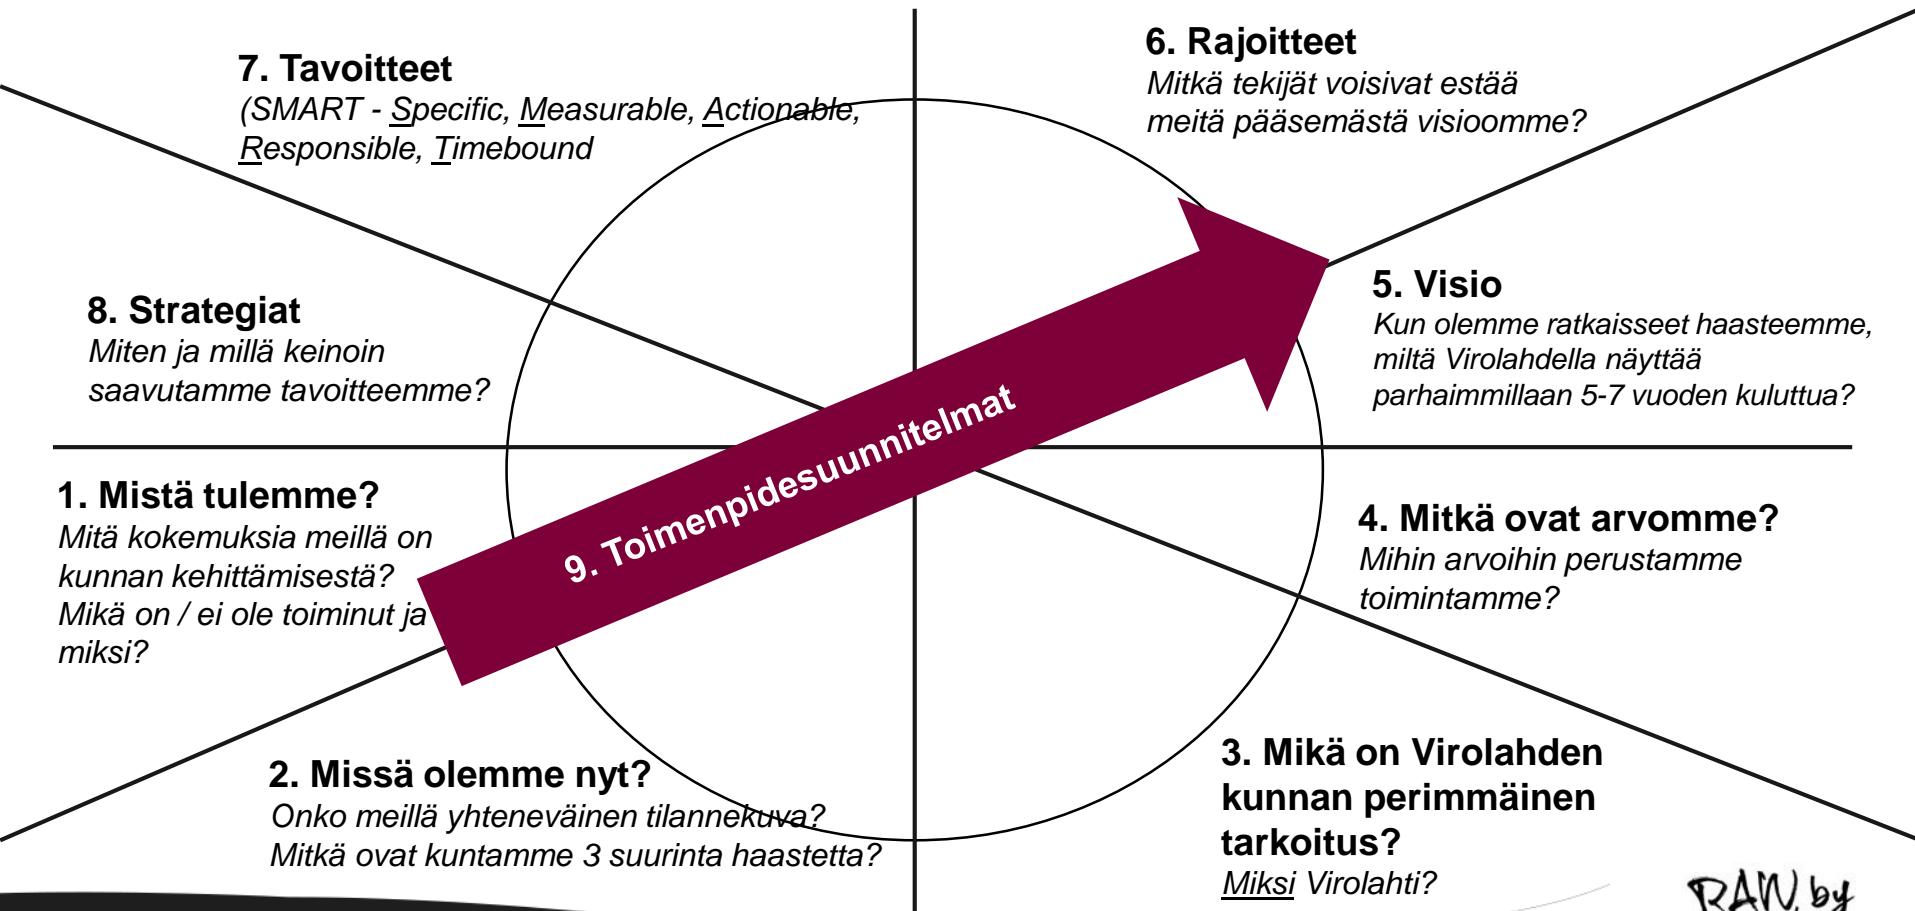 7. Tavoitteet
(SMART - Specific, Measurable, Actionable,
Responsible, Timebound
6. Rajoitteet
Mitkä tekijät voisivat estää
meitä pääsemästä visioomme?
8. Strategiat
Miten ja millä keinoin
saavutamme tavoitteemme?
5. Visio
Kun olemme ratkaisseet haasteemme,
miltä Virolahdella näyttää
parhaimmillaan 5-7 vuoden kuluttua?
9. Toimenpidesuunnitelmat
1. Mistä tulemme?
Mitä kokemuksia meillä on
kunnan kehittämisestä?
Mikä on / ei ole toiminut ja
miksi?
4. Mitkä ovat arvomme?
Mihin arvoihin perustamme
toimintamme?
2. Missä olemme nyt?
Onko meillä yhteneväinen tilannekuva?
Mitkä ovat kuntamme 3 suurinta haastetta?
3. Mikä on Virolahden
kunnan perimmäinen
tarkoitus?
Miksi Virolahti?
RAW by